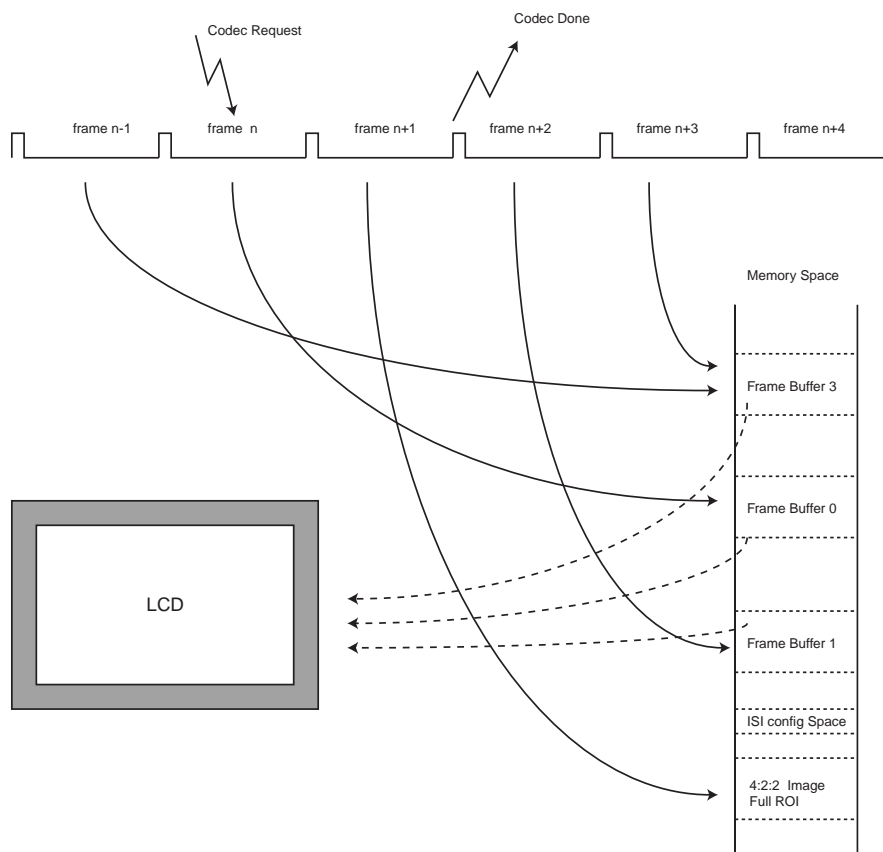 Codec Request
Codec Done
frame n-1
frame n
frame n+1
frame n+2
frame n+3
frame n+4
Memory Space
Frame Buffer 3
Frame Buffer 0
LCD
Frame Buffer 1
ISI config Space
4:2:2 Image
Full ROI